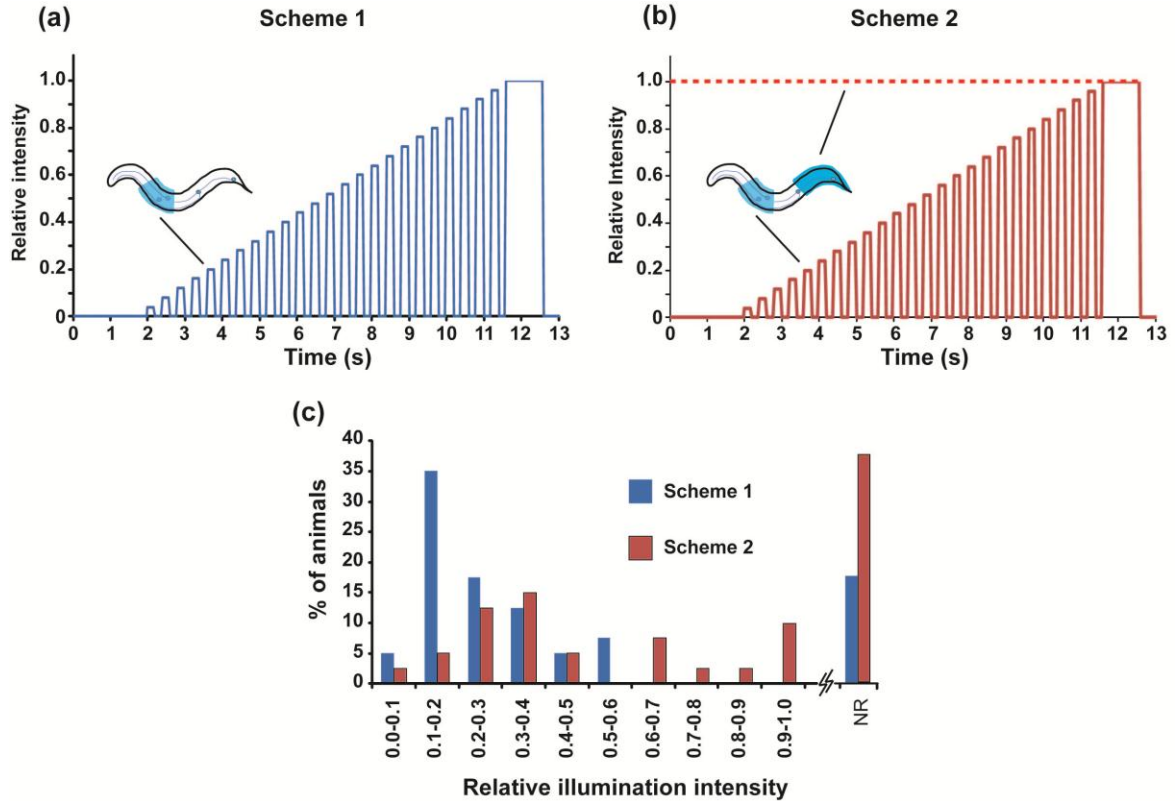 (a)
Scheme 1
Relative intensity
1.0
0.8
0.6
0.4
0.2
0
0 1 2 3 4 5 6 7 8 9 10 11 12 13
Time (s)
(b)
Scheme 2
Relative Intensity
1.0
0.8
0.6
0.4
0.2
0
0 1 2 3 4 5 6 7 8 9 10 11 12 13
Time (s)
(c)
% of animals
40
35
30
25
20
15
10
5
0
Scheme 1
Scheme 2
0.0-0.1
0.1-0.2
0.2-0.3
0.3-0.4
0.4-0.5
0.5-0.6
0.6-0.7
0.7-0.8
0.8-0.9
0.9-1.0
NR
Relative illumination intensity